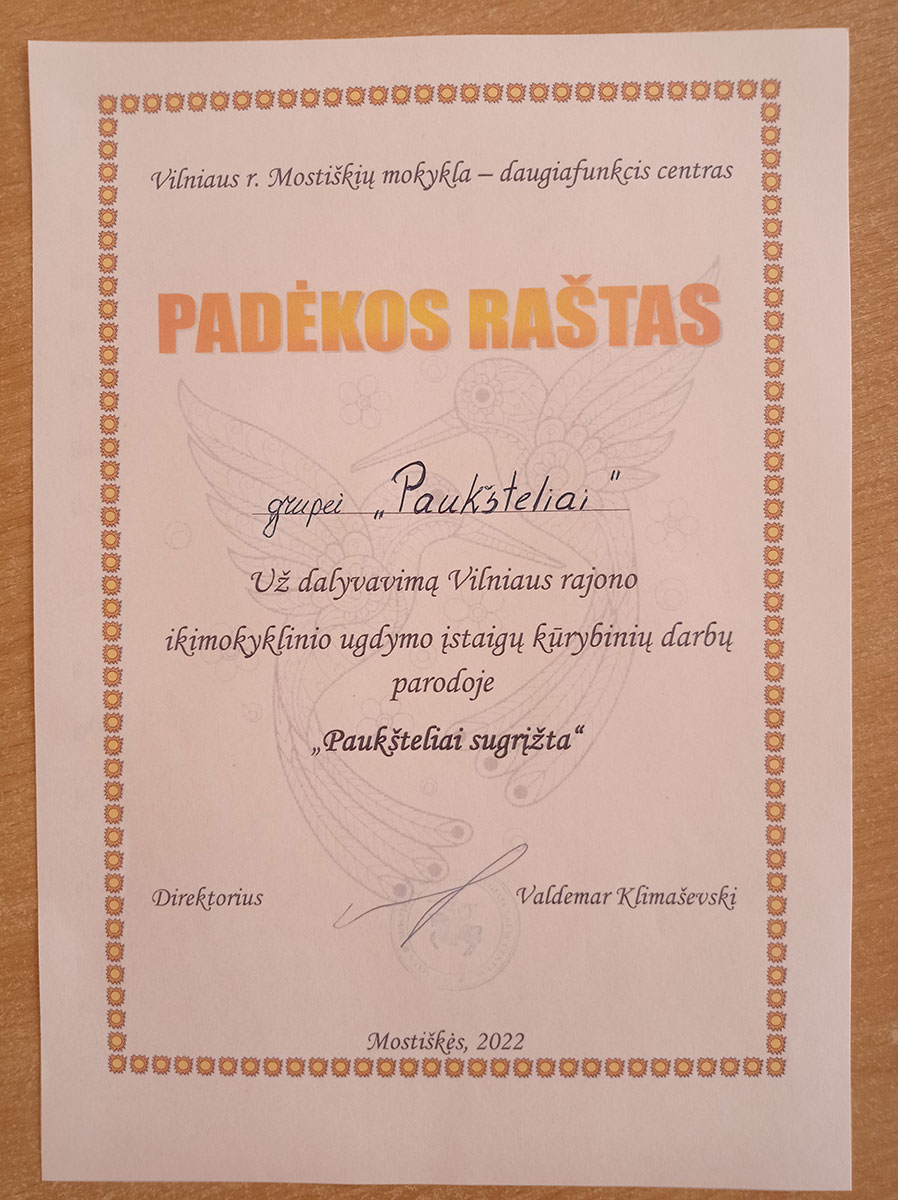 Vilniaus r. Mostiškių mokykla – daugiafunkcis centras
PADĖKOS RAŠTAS
grupei „Paukšteliai"
Už dalyvavimą Vilniaus rajono
ikimokyklinio ugdymo įstaigų kūrybinių darbų
parodoje
„Paukšteliai sugrįžta“
Direktorius Valdemar Klimaševski
Mostiškės, 2022